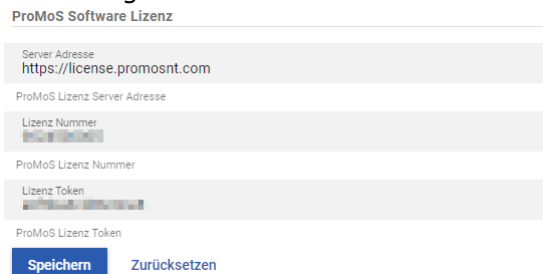 ProMoS Software Lizenz
Server Adresse
https://license.promosnt.com
ProMoS Lizenz Server Adresse
Lizenz Nummer
ProMoS Lizenz Nummer
Lizenz Token
ProMoS Lizenz Token
Speichern Zurücksetzen